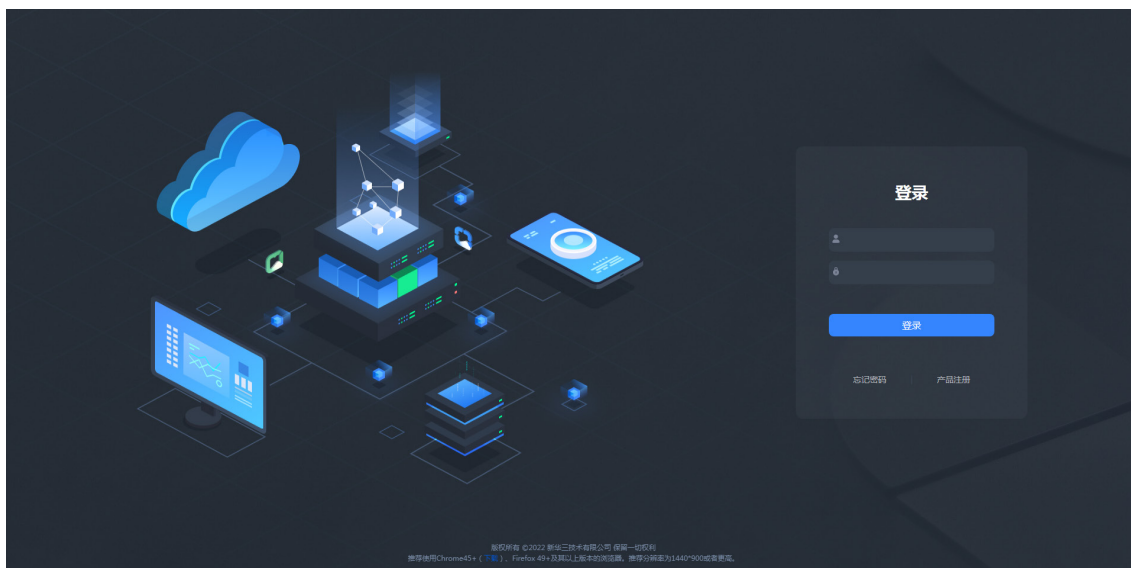 登录
登录
忘记密码
产品注册
版权所有 ©2022 新华三技术有限公司 保留一切权利
推荐使用Chrome45+（下载）、Firefox 49+及其以上版本的浏览器。推荐分辨率为1440*900或者更高。